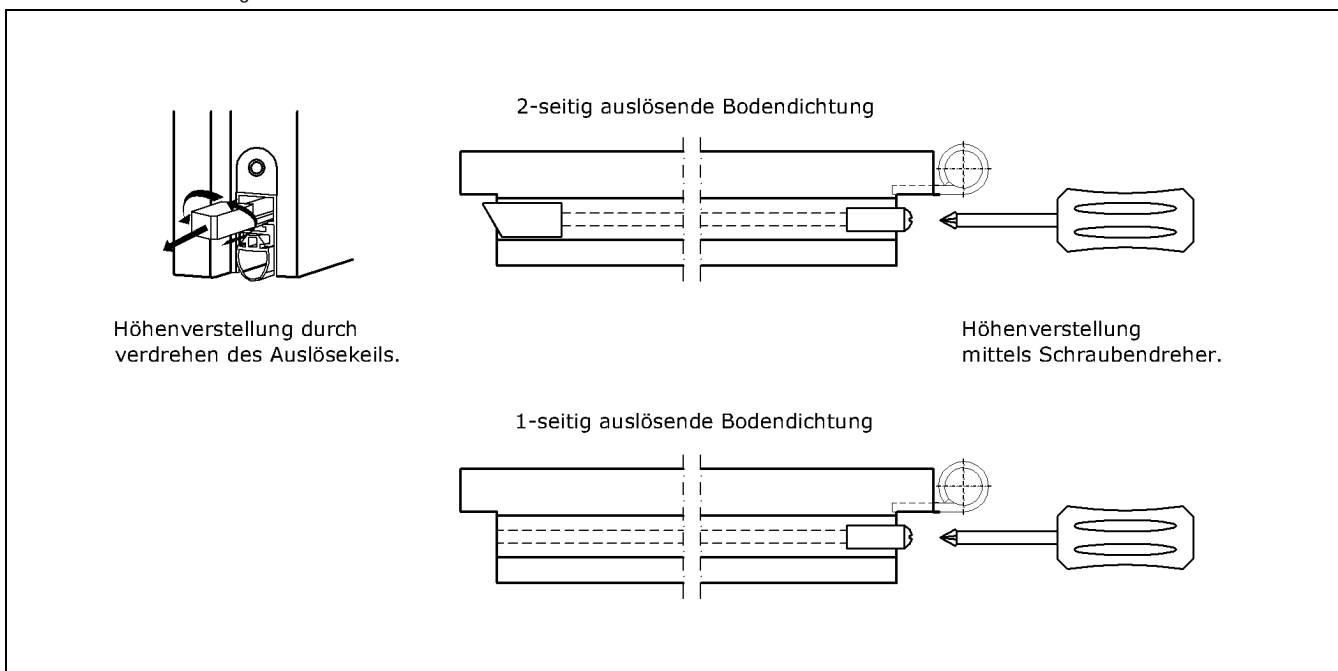 2-seitig auslösende Bodendichtung
Höhenverstellung durch
verdrehen des Auslösekeils.
Höhenverstellung
mittels Schraubendreher.
1-seitig auslösende Bodendichtung